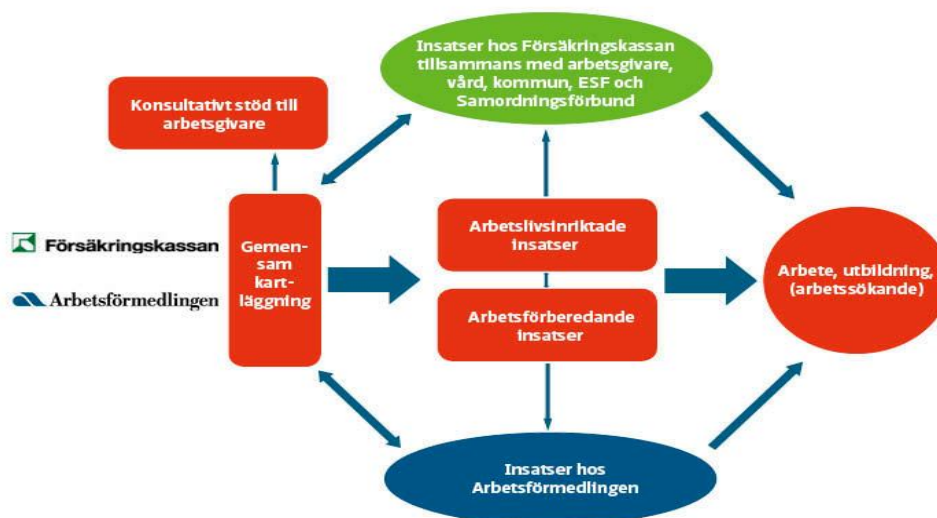 Insatser hos Försäkringskassan
tillsammans med arbetsgivare,
vård, kommun, ESF och
Samordningsförbund
Konsultativt stöd till
arbetsgivare
Försäkringskassan
Arbetsförmedlingen
Gemen-
sam
kart-
läggning
Arbetslivsinriktade
insatser
Arbetsförberedande
insatser
Arbete, utbildning,
(arbetssökande)
Insatser hos
Arbetsförmedlingen